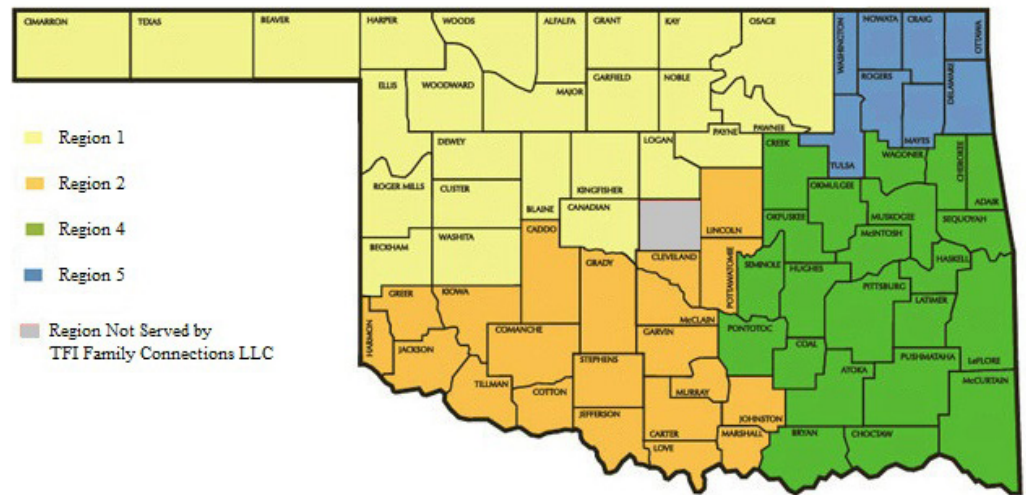 CIMARRON
TEXAS
BEAVER
HARPER
WOODS
ALFALFA
GRANT
KAY
OSAGE
WASHINGTON
NOWATA
CRAIG
OTTAWA
ELLIS
WOODWARD
MAJOR
GARFIELD
NOBLE
ROGERS
DELAWARE
PAWNEE
PAYNE
MAYES
TULSA
Region 1
Region 2
Region 4
Region 5
Region Not Served by
TFI Family Connections LLC
DEWEY
LOGAN
CREEK
WAGONER
CHEROKEE
ROGER MILLS
CUSTER
BLAINE
KINGFISHER
CANADIAN
LINCOLN
OKMULGEE
OKFUSKEE
MUSKOGEE
ADAIR
SEQUOYAH
BECKHAM
WASHITA
CADDO
GRADY
CLEVELAND
POTTAWATOMIE
SEMINOLE
McINTOSH
HUGHES
HASKELL
PITTSBURG
LATIMER
GREER
KIOWA
HARMON
JACKSON
COMANCHE
McCLAIN
GARVIN
PONTOTOC
COAL
PUSHMATAHA
LeFLORE
STEPHENS
TILLMAN
COTTON
MURRAY
ATOKA
McCURTAIN
JEFFERSON
CARTER
JOHNSTON
MARSHALL
LOVE
BRYAN
CHOCTAW